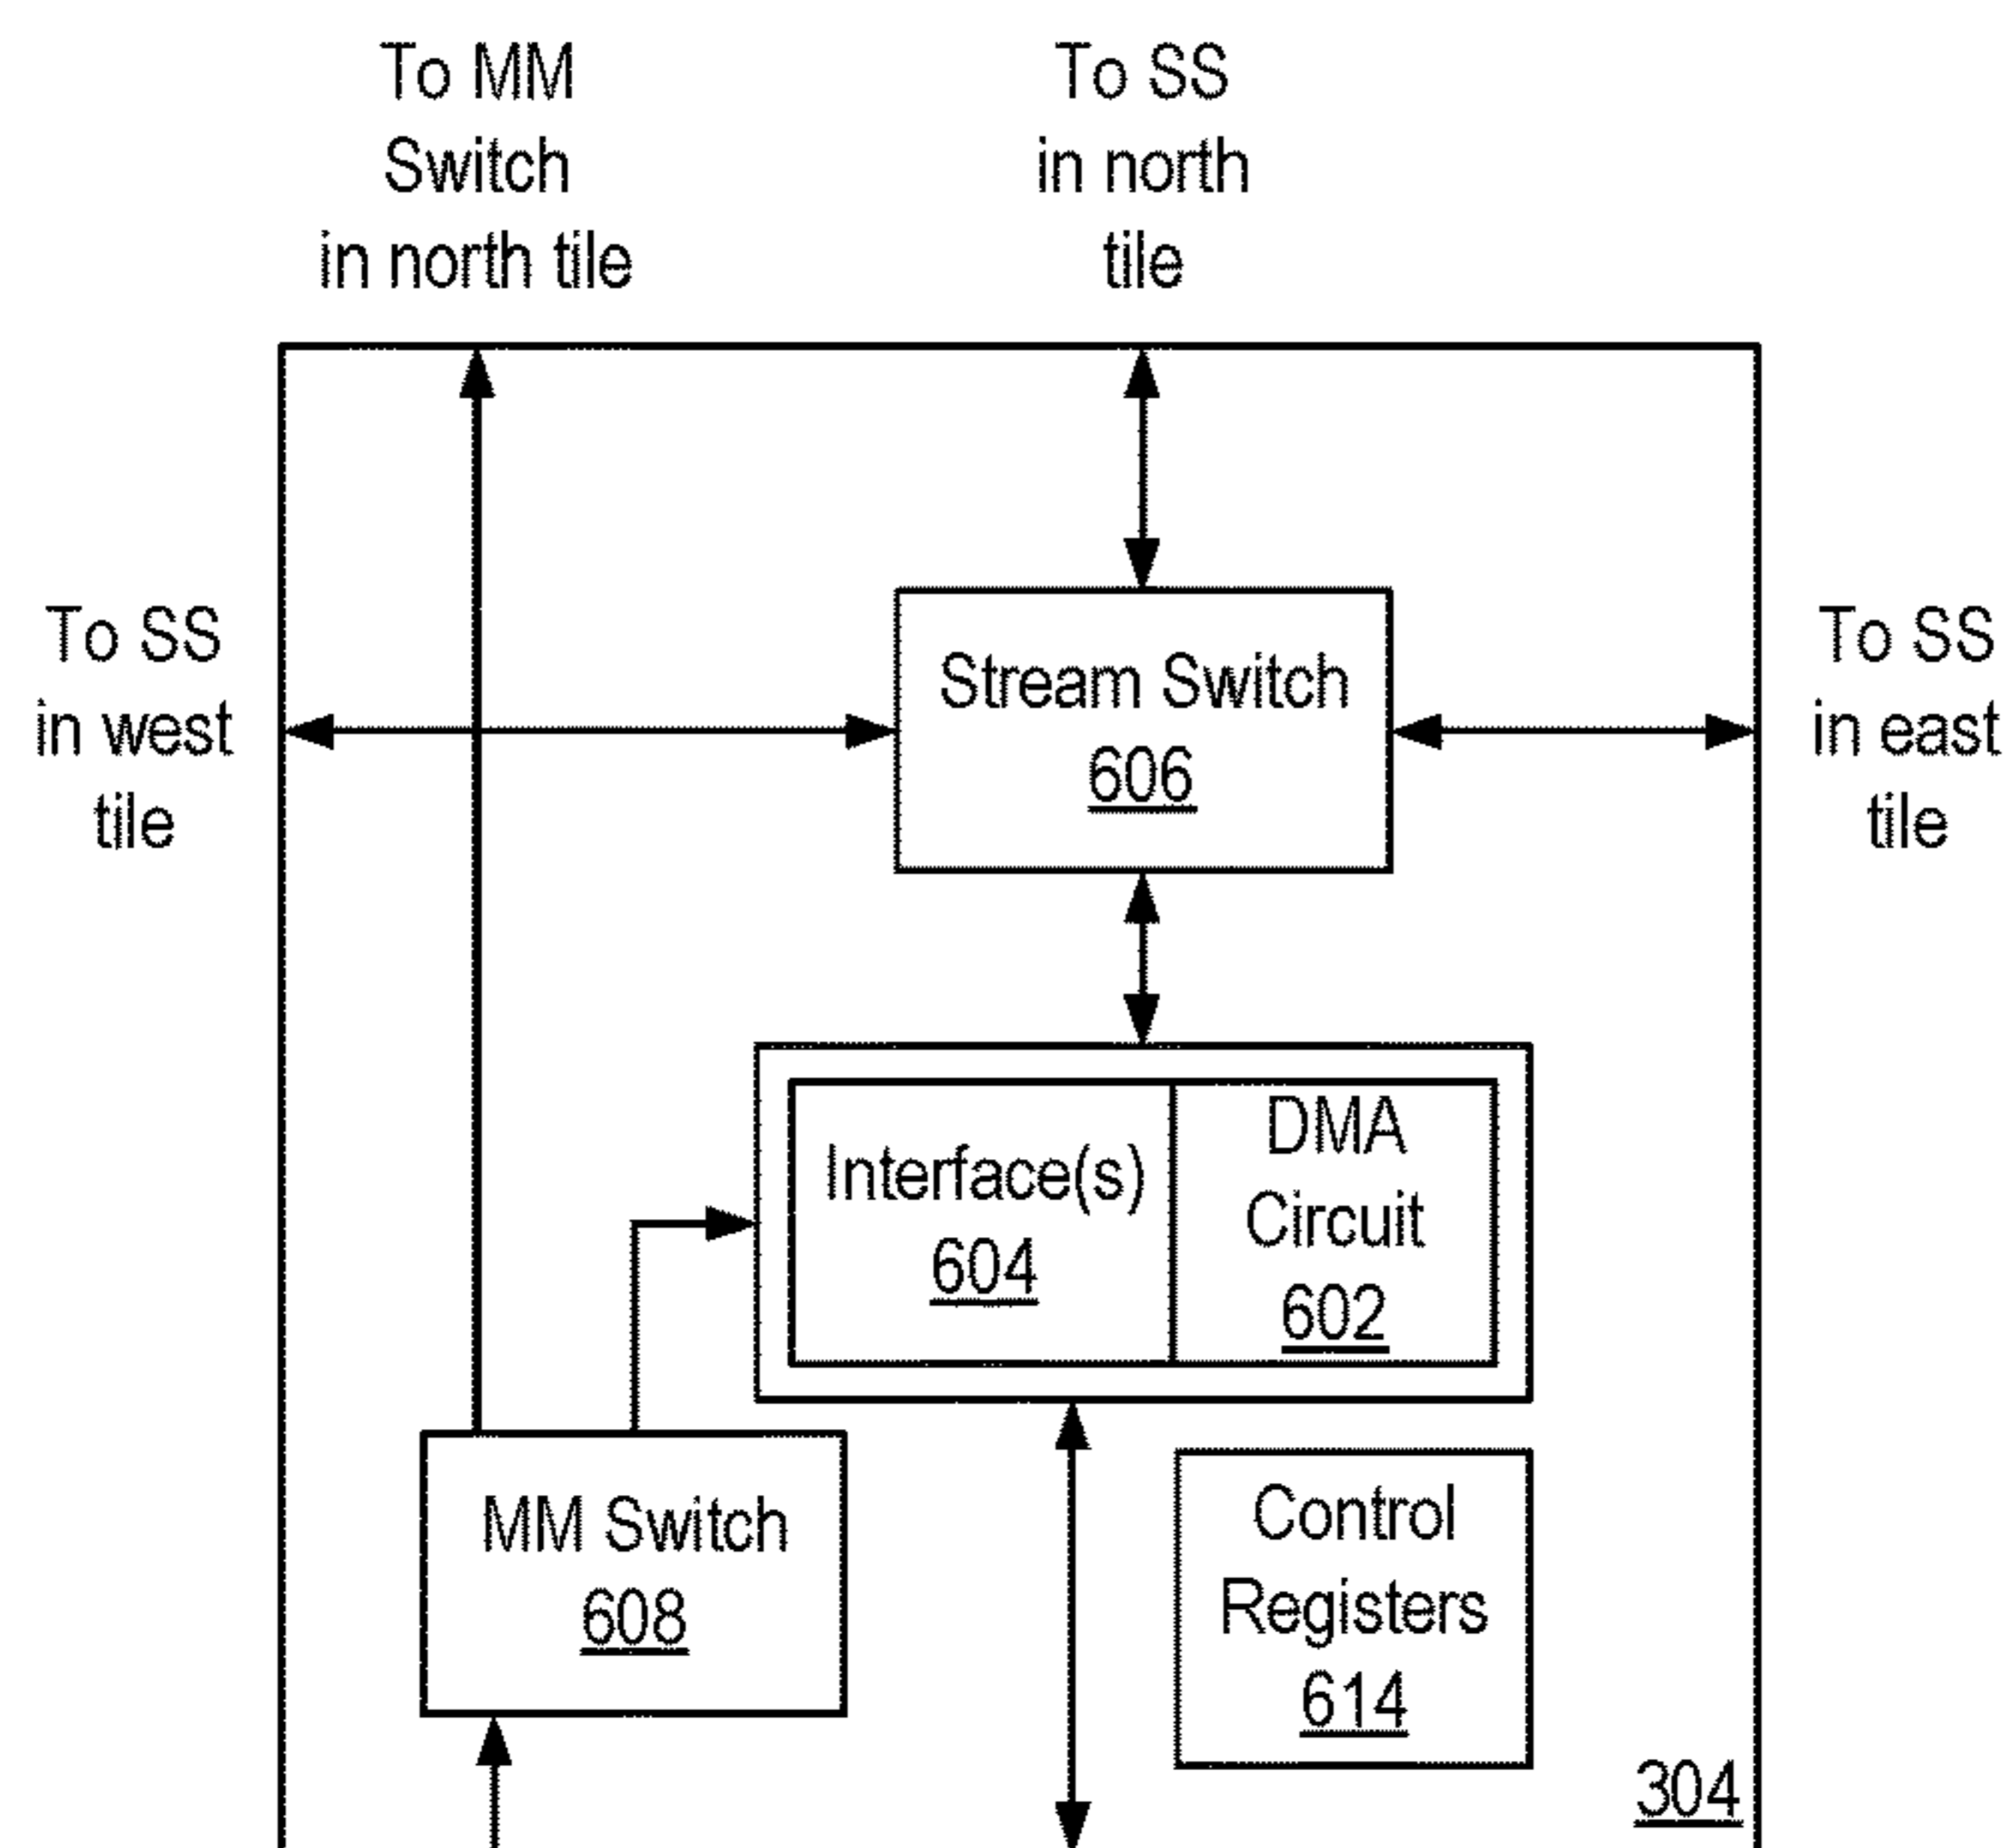 To MM
Switch
in north tile
To SS
in north
tile
To SS
in west
tile
Stream Switch
606
To SS
in east
tile
Interface(s)
604
DMA
Circuit
602
MM Switch
608
Control
Registers
614
304